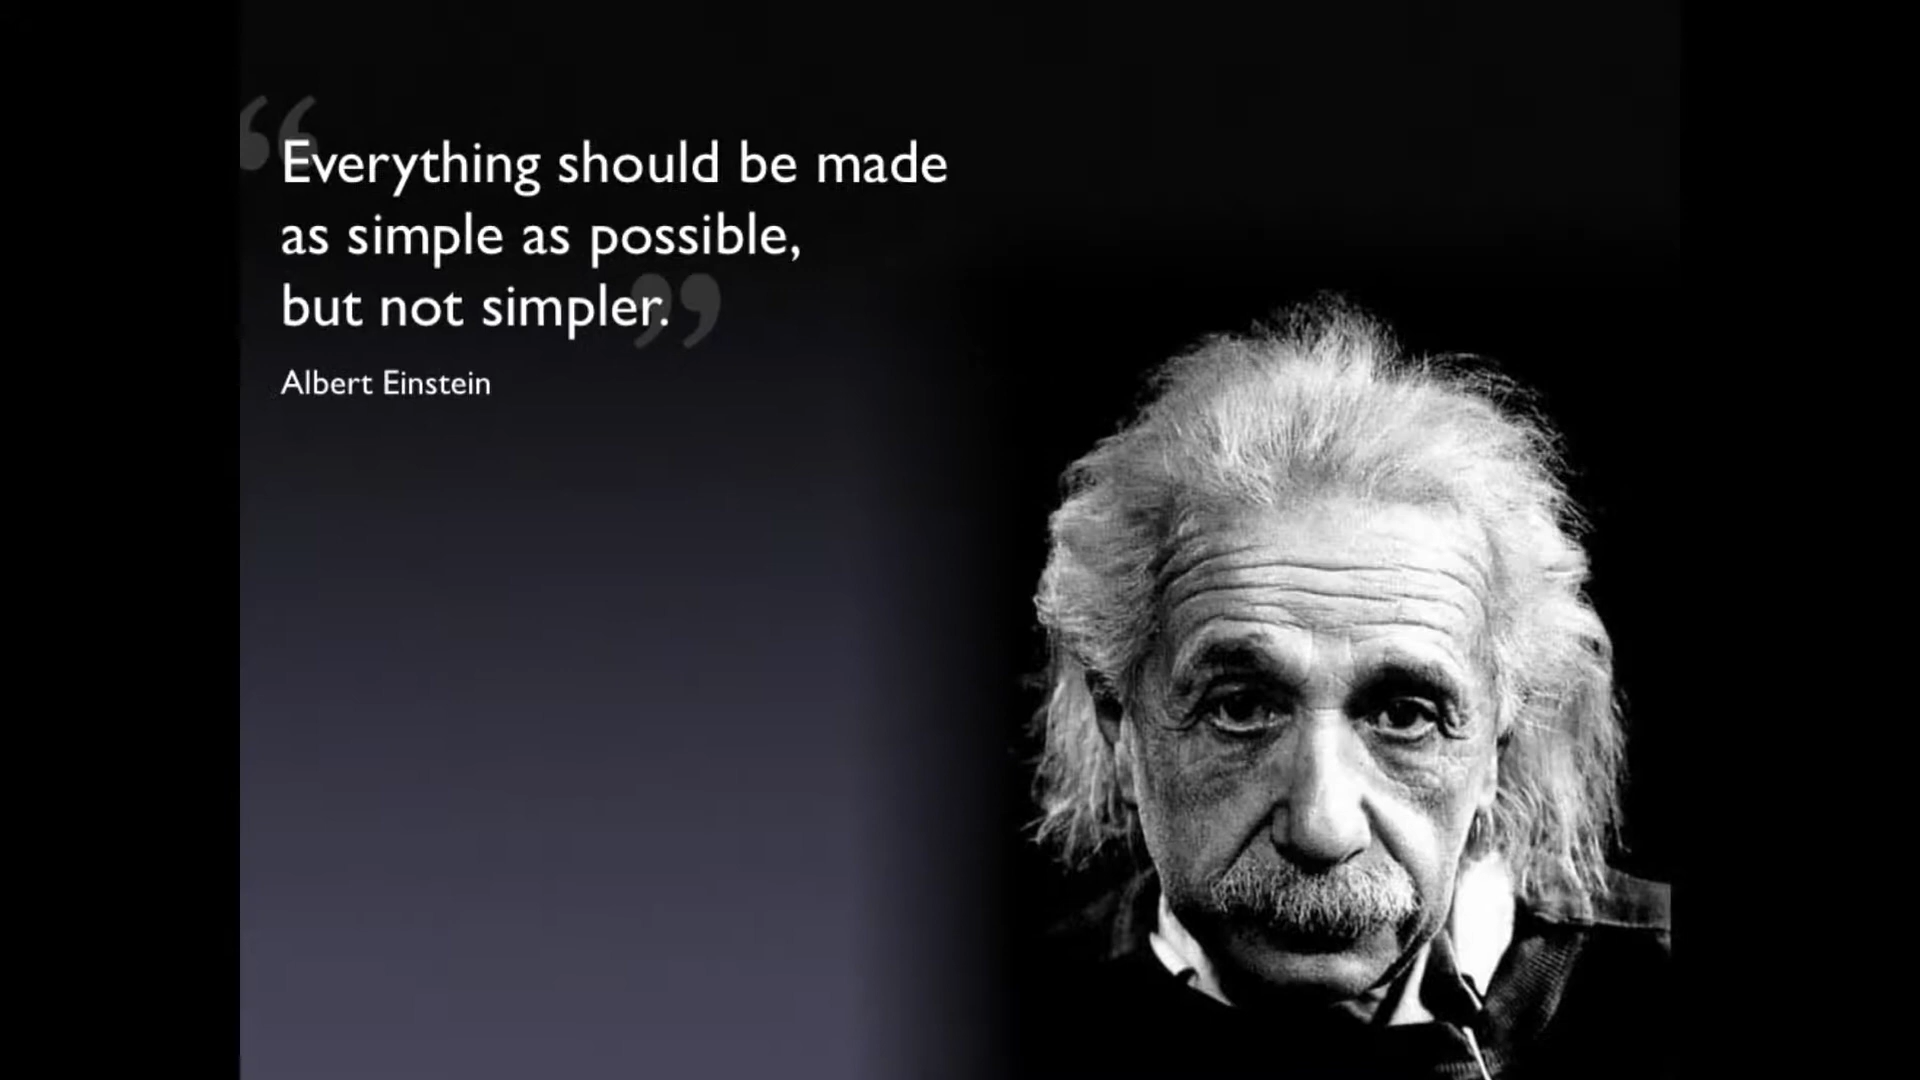 “Everything should be made
as simple as possible,
but not simpler.”
Albert Einstein